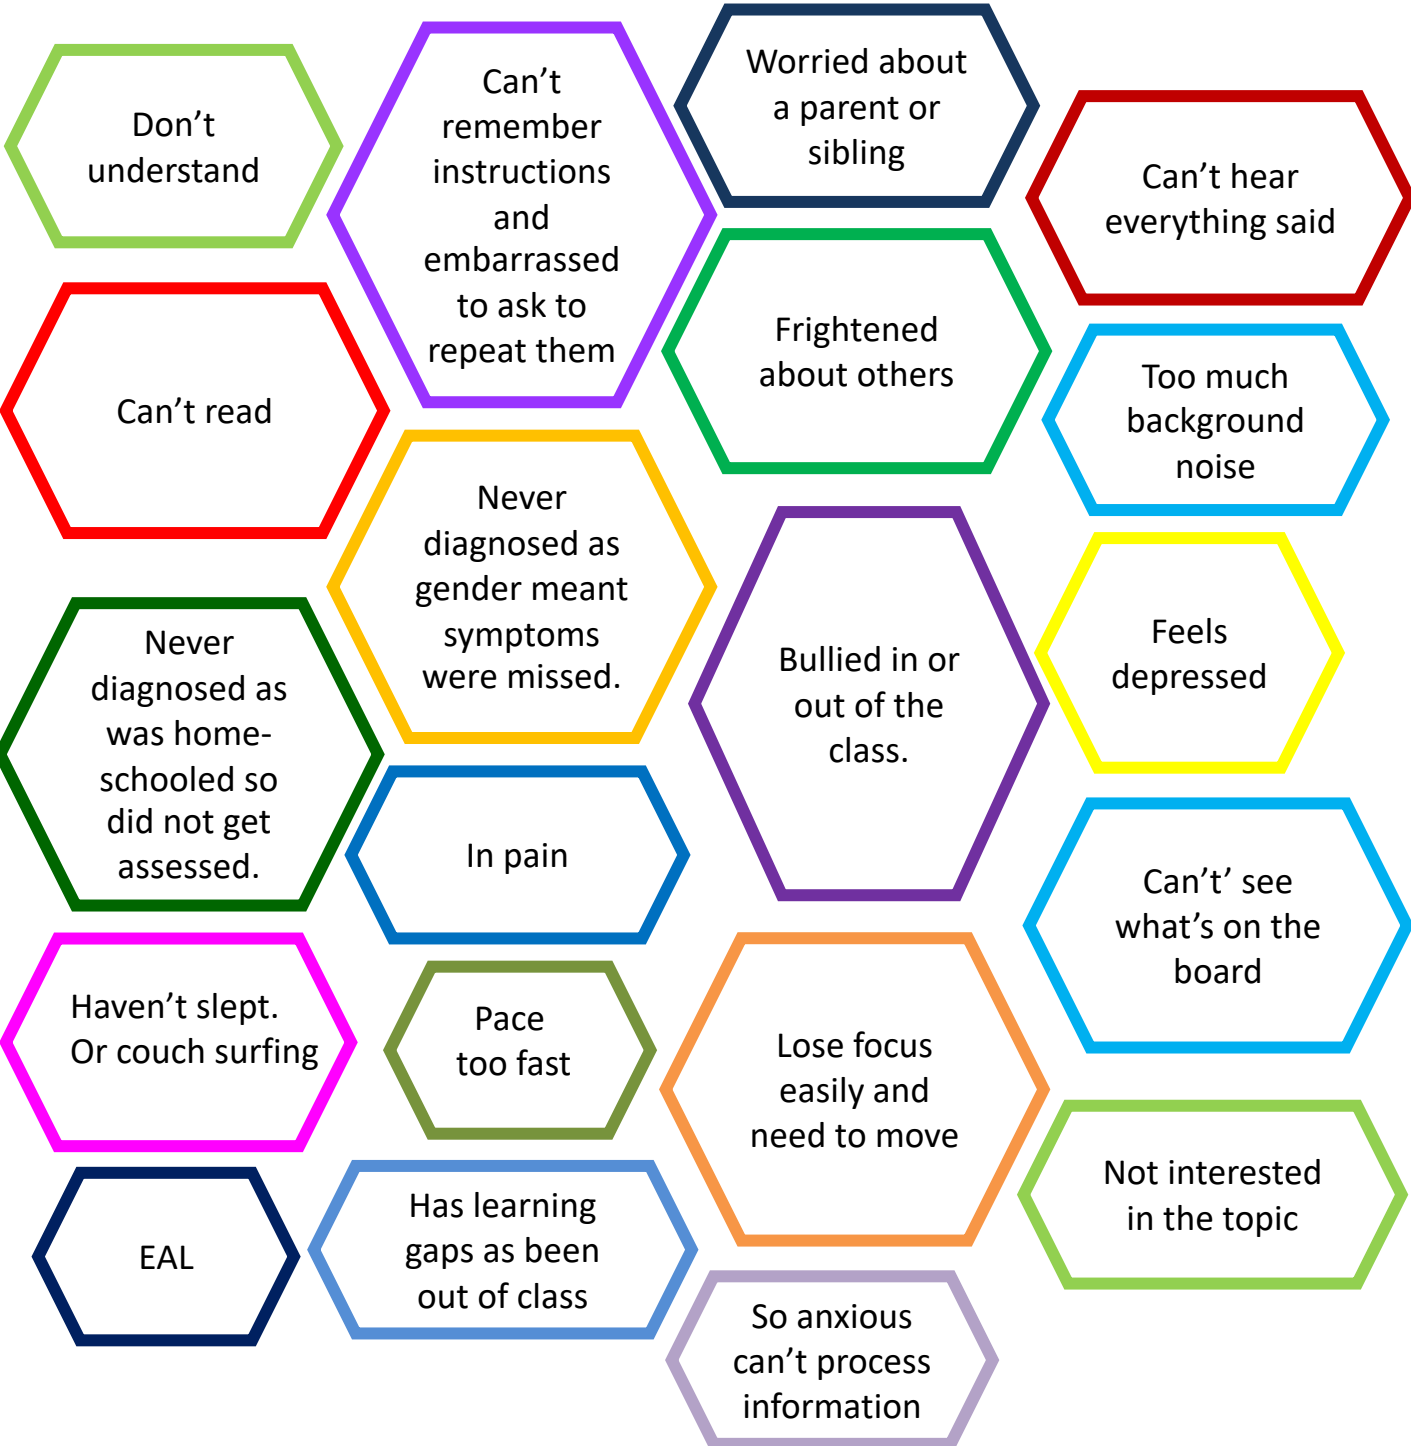 Don’t
understand
Can’t
remember
instructions
and
embarrassed
to ask to
repeat them
Worried about
a parent or
sibling
Can’t hear
everything said
Can’t read
Frightened
about others
Too much
background
noise
Never
diagnosed as
gender meant
symptoms
were missed.
Never
diagnosed as
was home-
schooled so
did not get
assessed.
Bullied in or
out of the
class.
Feels
depressed
In pain
Can’t’ see
what’s on the
board
Haven’t slept.
Or couch surfing
Pace
too fast
Lose focus
easily and
need to move
Not interested
in the topic
EAL
Has learning
gaps as been
out of class
So anxious
can’t process
information